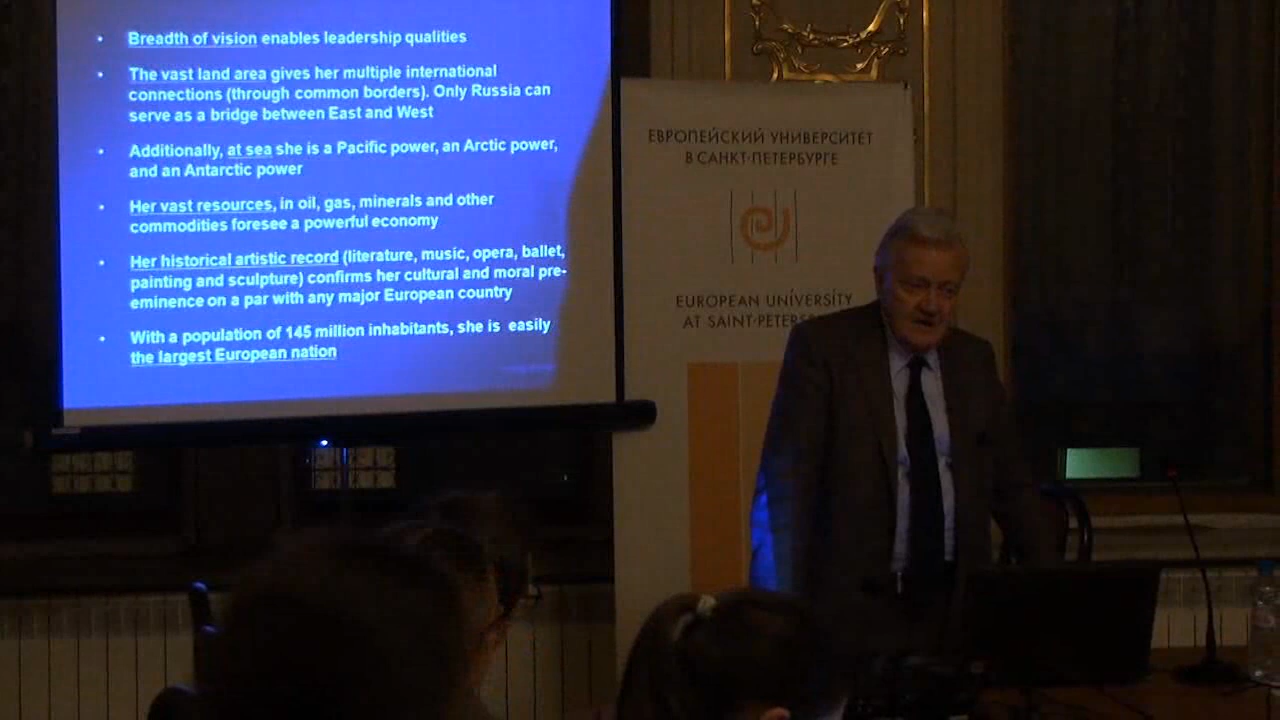 • Breadth of vision enables leadership qualities
• The vast land area gives her multiple international
connections (through common borders). Only Russia can
serve as a bridge between East and West
• Additionally, at sea she is a Pacific power, an Arctic power,
and an Antarctic power
• Her vast resources, in oil, gas, minerals and other
commodities foresee a powerful economy
• Her historical artistic record (literature, music, opera, ballet,
painting and sculpture) confirms her cultural and moral pre-
eminence on a par with any major European country
• With a population of 145 million inhabitants, she is easily
the largest European nation
ЕВРОПЕЙСКИЙ УНИВЕРСИТЕТ
В САНКТ-ПЕТЕРБУРГЕ
EUROPEAN UNIVERSITY
AT